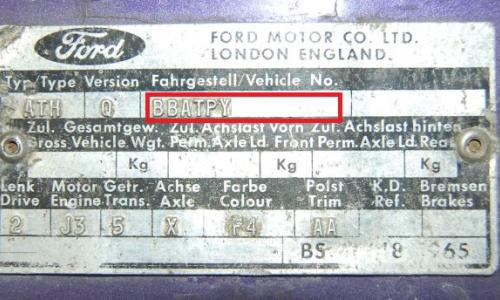 Ford
FORD MOTOR CO. LTD.
LONDON ENGLAND.
Typ/Type Version Fahrgestell/Vehicle No.
ATH Q BBATPY
Zul. Gesamtgew. Zul. Achslast Vorn Zul. Achslast hinten
Gross Vehicle Wgt. Perm. Axle Ld. Front Perm. Axle Ld. Rear
Kg Kg Kg
Lenk Motor Getr. Achse Farbe Polst K.D. Bremsen
Drive Engine Trans. Axle Colour Trim Ref. Brakes
2 J3 5 X F4 AA
BS 65